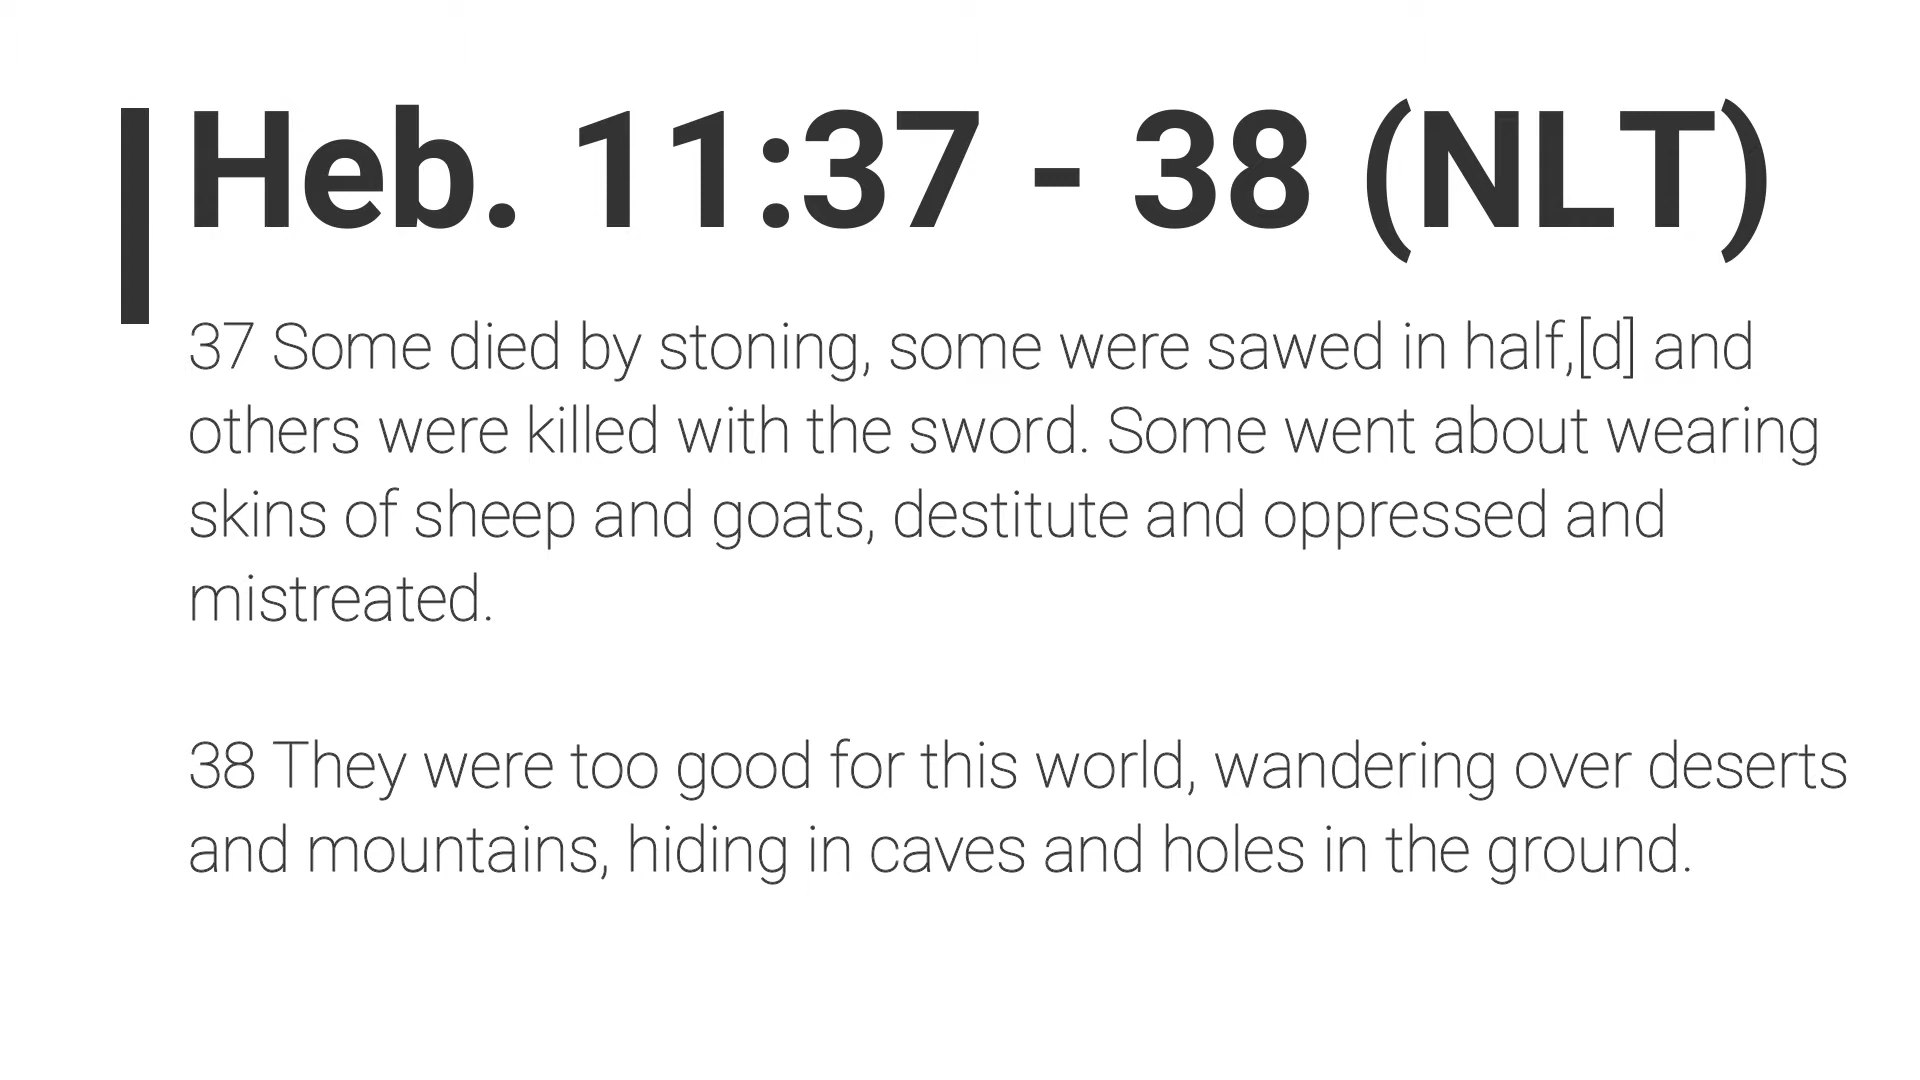 Heb. 11:37 - 38 (NLT)
37 Some died by stoning, some were sawed in half,[d] and
others were killed with the sword. Some went about wearing
skins of sheep and goats, destitute and oppressed and
mistreated.
38 They were too good for this world, wandering over deserts
and mountains, hiding in caves and holes in the ground.